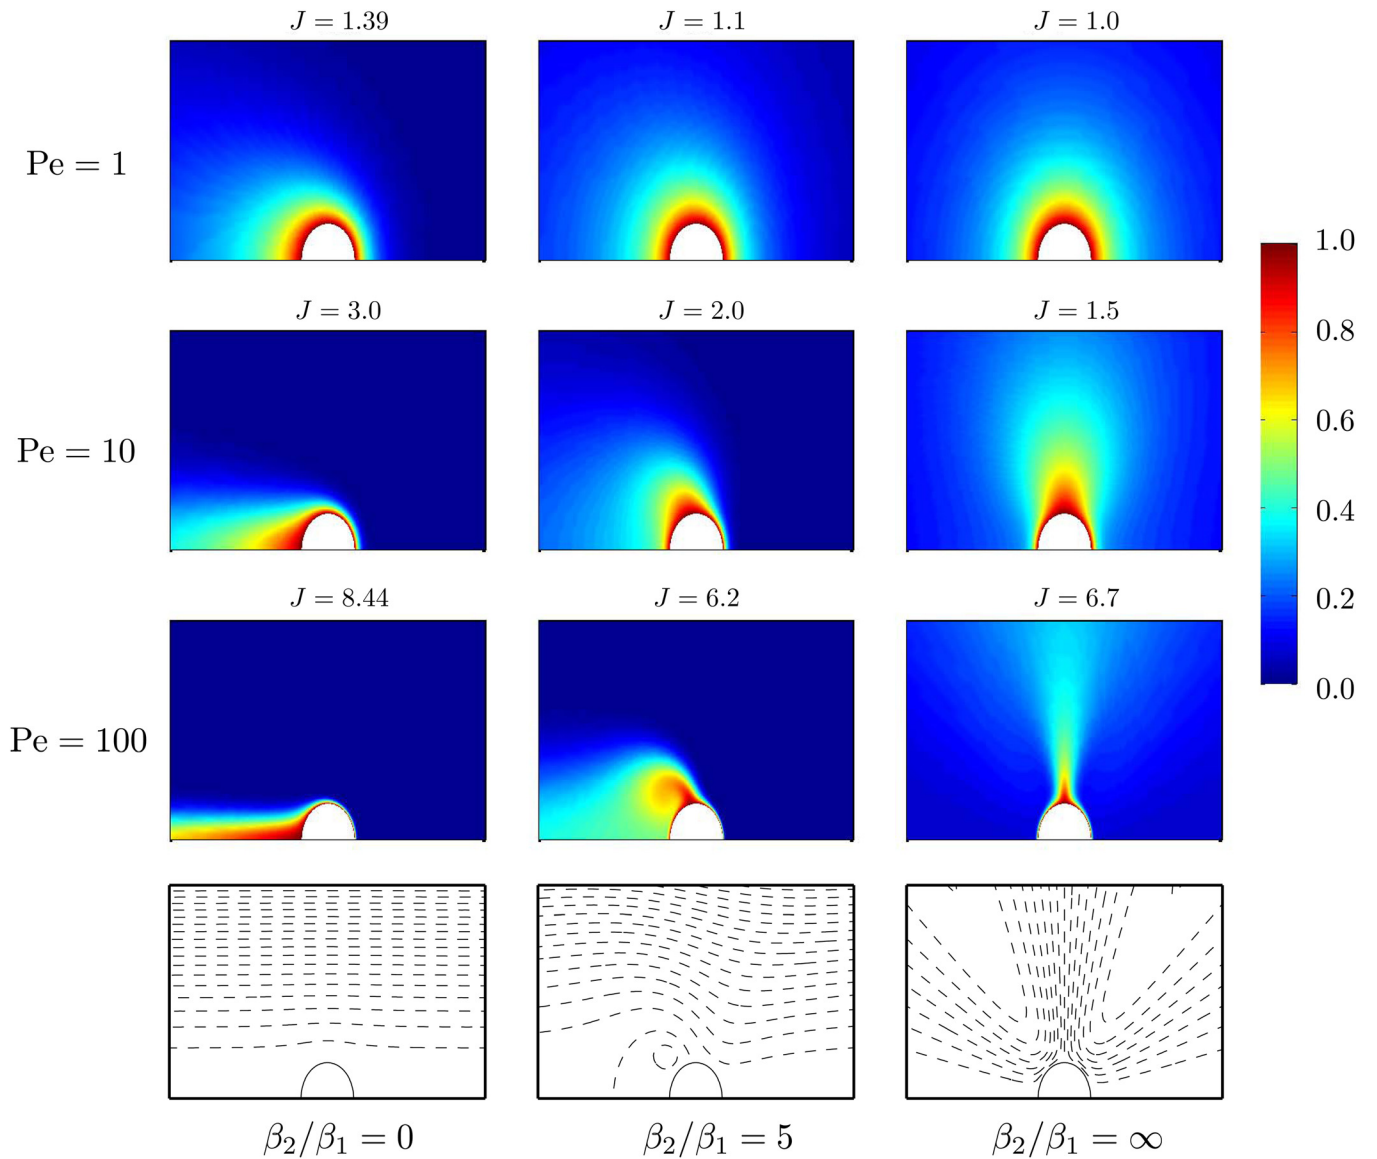 J = 1.39 J = 1.1 J = 1.0
Pe = 1
J = 3.0 J = 2.0 J = 1.5
Pe = 10
J = 8.44 J = 6.2 J = 6.7
Pe = 100
1.0
0.8
0.6
0.4
0.2
0.0
β₂/β₁ = 0 β₂/β₁ = 5 β₂/β₁ = ∞